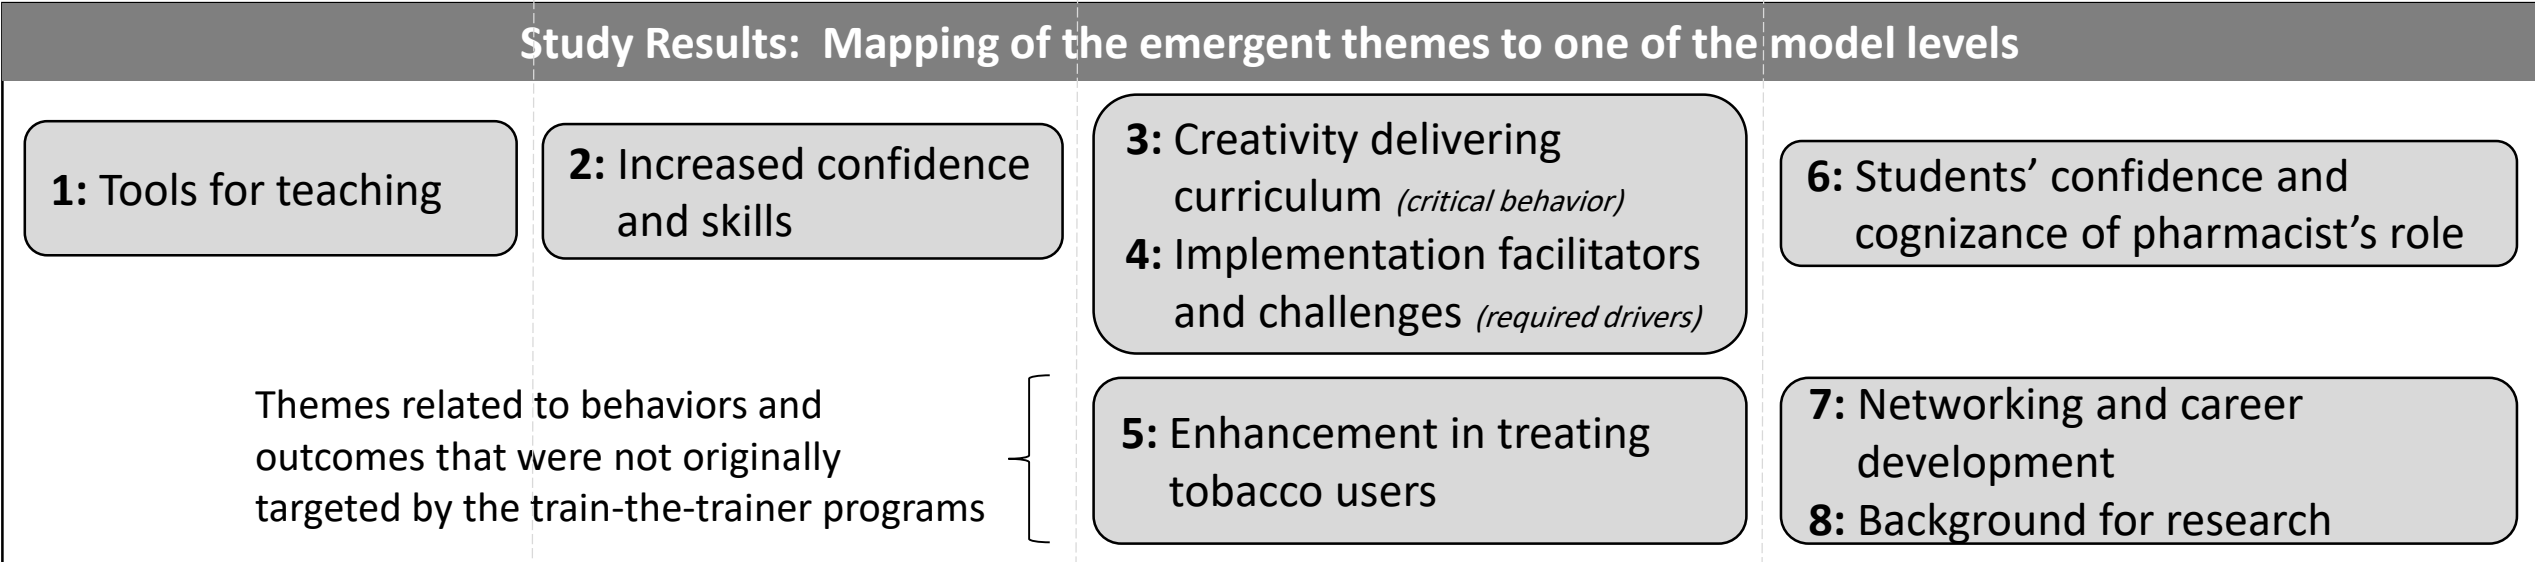 Study Results: Mapping of the emergent themes to one of the model levels
1: Tools for teaching
2: Increased confidence
and skills
3: Creativity delivering
curriculum (critical behavior)
4: Implementation facilitators
and challenges (required drivers)
6: Students’ confidence and
cognizance of pharmacist’s role
Themes related to behaviors and
outcomes that were not originally
targeted by the train-the-trainer programs
5: Enhancement in treating
tobacco users
7: Networking and career
development
8: Background for research